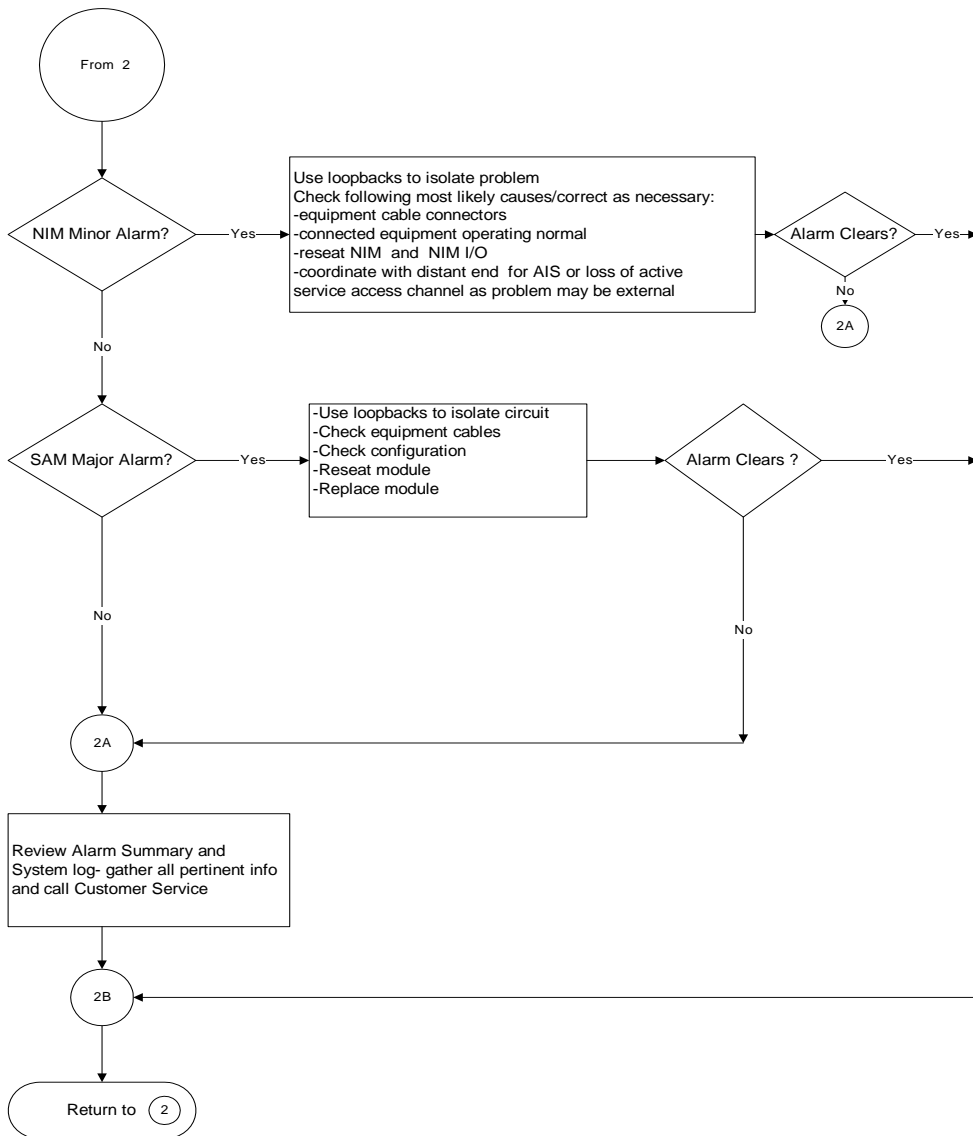 From 2
NIM Minor Alarm?
Yes
Use loopbacks to isolate problem
Check following most likely causes/correct as necessary:
-equipment cable connectors
-connected equipment operating normal
-reseat NIM and NIM I/O
-coordinate with distant end for AIS or loss of active
service access channel as problem may be external
Alarm Clears?
Yes
No
2A
No
SAM Major Alarm?
Yes
-Use loopbacks to isolate circuit
-Check equipment cables
-Check configuration
-Reseat module
-Replace module
Alarm Clears ?
Yes
No
No
2A
Review Alarm Summary and
System log- gather all pertinent info
and call Customer Service
2B
Return to 2